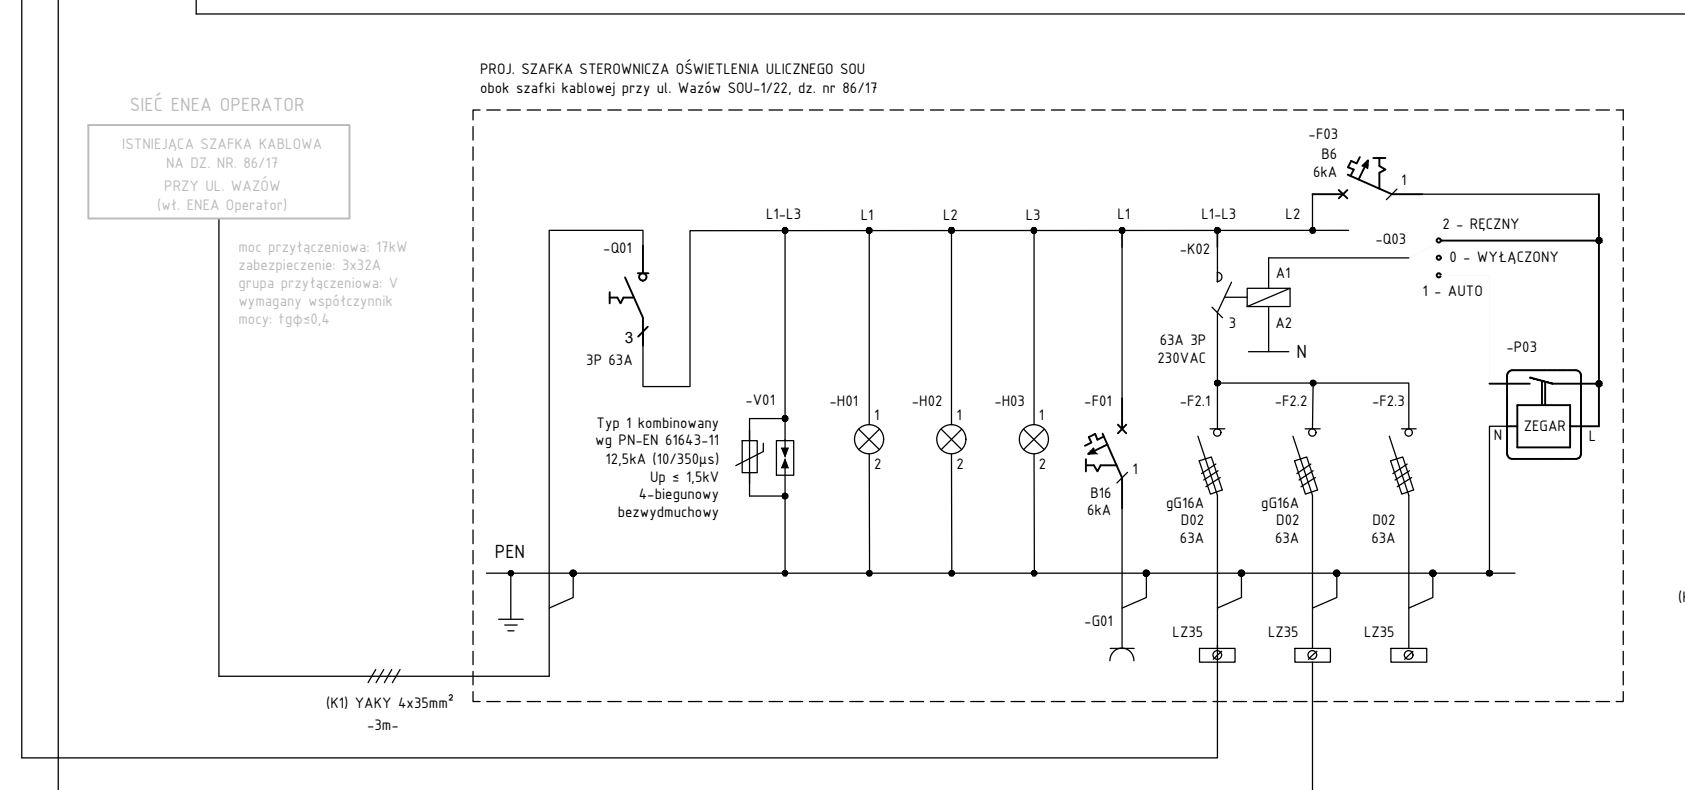 PROJ. SZAFKA STEROWNICZA OŚWIETLENIA ULICZNEGO SOU
obok szafki kablowej przy ul. Wazów SOU-1/22, dz. nr 86/17
SIEĆ ENEA OPERATOR
ISTNIEJĄCA SZAFKA KABLOWA
NA DZ. NR. 86/17
PRZY UL. WAZÓW
(wł. ENEA Operator)
moc przyłączeniowa: 17kW
zabezpieczenie: 3x32A
grupa przyłączeniowa: V
wymagany współczynnik
mocy: tgφ≤0,4
(K1) YAKY 4x35mm²
-3m-
PEN
-Q01
3
3P 63A
L1-L3
L1
L2
L3
L1
L1-L3
L2
-V01
Typ 1 kombinowany
wg PN-EN 61643-11
12,5kA (10/350μs)
Up ≤ 1,5kV
4-biegunowy
bezwydmuchowy
-H01
1
2
-H02
1
2
-H03
1
2
-F01
1
B16
6kA
-G01
-K02
3
63A 3P
230VAC
A1
A2
N
-F03
B6
6kA
1
-Q03
2 - RĘCZNY
0 - WYŁĄCZONY
1 - AUTO
-P03
ZEGAR
N
L
-F2.1
gG16A
D02
63A
LZ35
-F2.2
gG16A
D02
63A
LZ35
-F2.3
D02
63A
LZ35